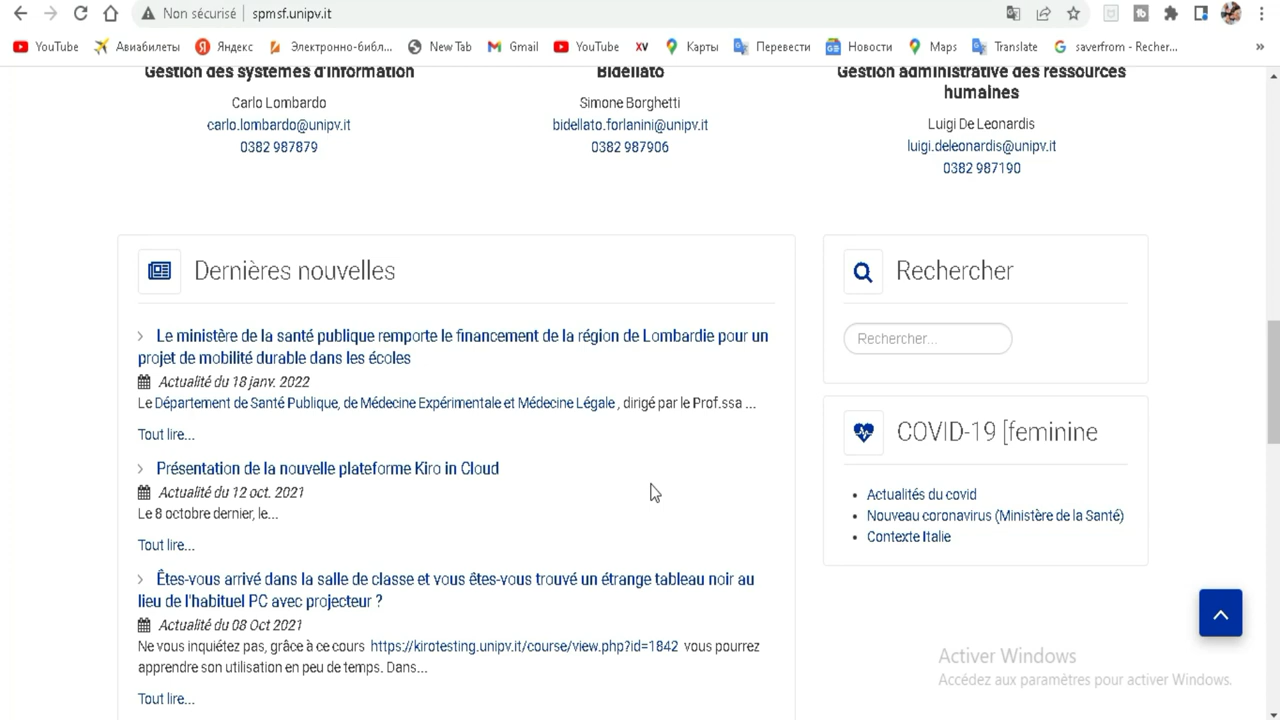 Non sécurisé spmsf.unipv.it
YouTube Авиабилеты Яндекс Электронно-библ... New Tab Gmail YouTube XV Карты Перевести Новости Maps Translate saverfrom - Recher... »
Gestion des systèmes d'information
Carlo Lombardo
carlo.lombardo@unipv.it
0382 987879
Bidellato
Simone Borghetti
bidellato.forlanini@unipv.it
0382 987906
Gestion administrative des ressources
humaines
Luigi De Leonardis
luigi.deleonardis@unipv.it
0382 987190
Dernières nouvelles
Le ministère de la santé publique remporte le financement de la région de Lombardie pour un
projet de mobilité durable dans les écoles
Actualité du 18 janv. 2022
Le Département de Santé Publique, de Médecine Expérimentale et Médecine Légale , dirigé par le Prof.ssa ...
Tout lire...
Présentation de la nouvelle plateforme Kiro in Cloud
Actualité du 12 oct. 2021
Le 8 octobre dernier, le...
Tout lire...
Êtes-vous arrivé dans la salle de classe et vous êtes-vous trouvé un étrange tableau noir au
lieu de l'habituel PC avec projecteur ?
Actualité du 08 Oct 2021
Ne vous inquiétez pas, grâce à ce cours https://kirotesting.unipv.it/course/view.php?id=1842 vous pourrez
apprendre son utilisation en peu de temps. Dans...
Tout lire...
Rechercher
Rechercher...
COVID-19 [feminine
Actualités du covid
Nouveau coronavirus (Ministère de la Santé)
Contexte Italie
Activer Windows
Accédez aux paramètres pour activer Windows.